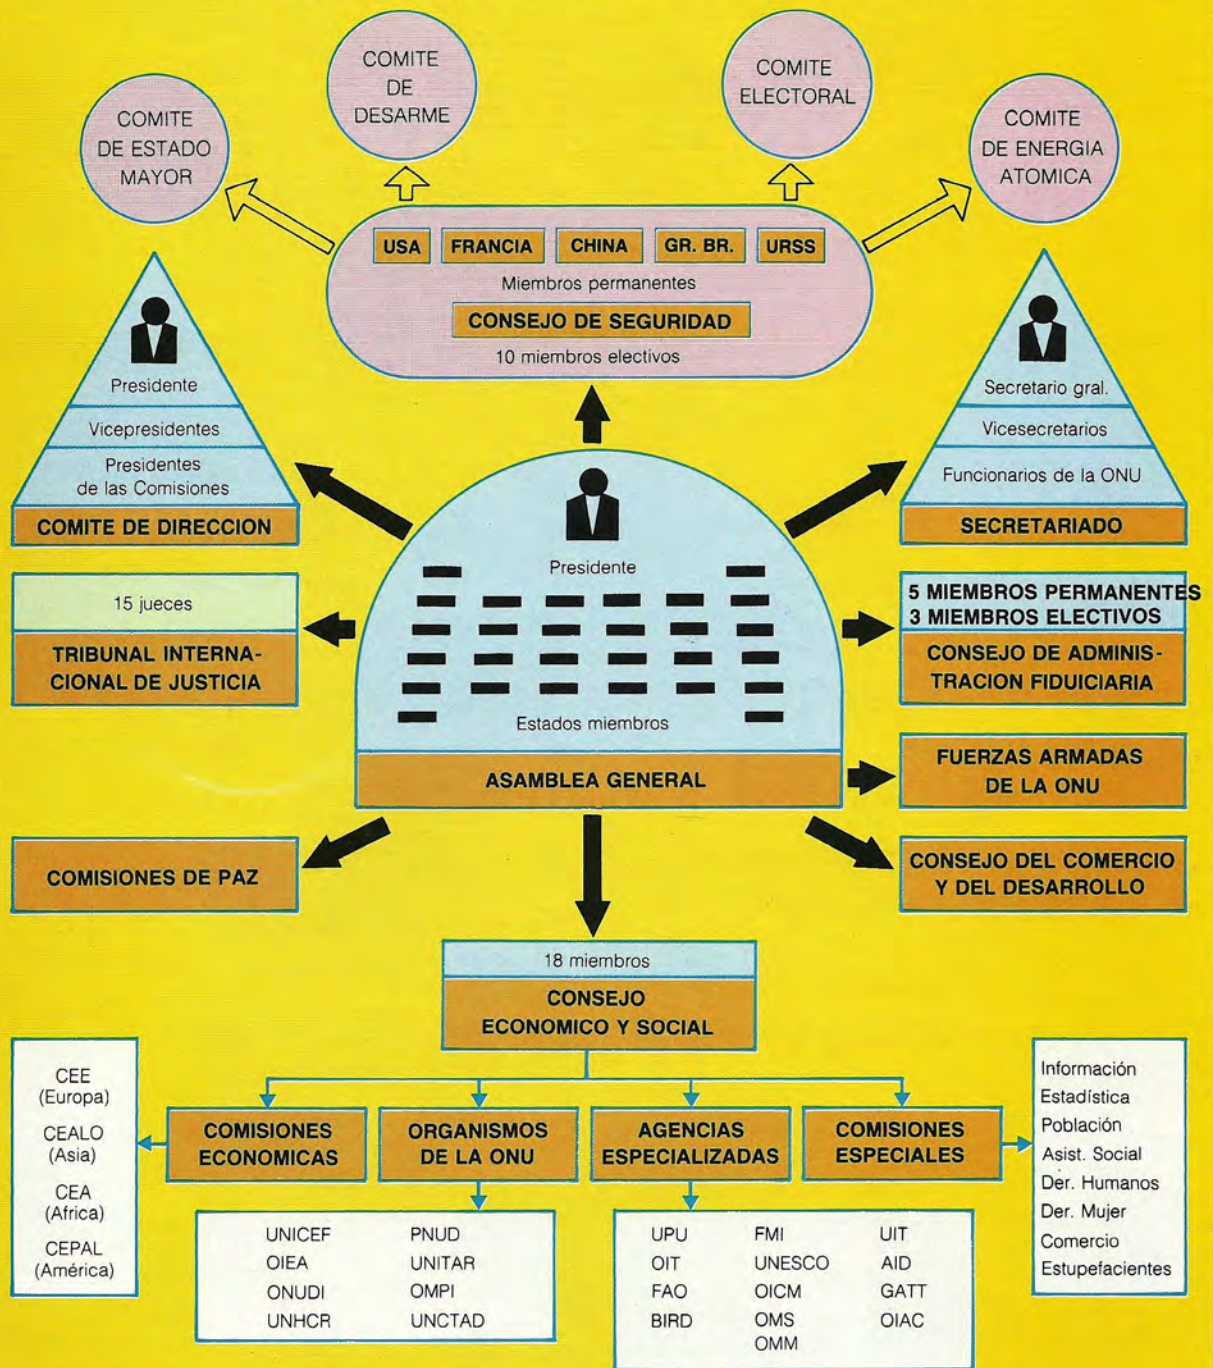 COMITE
DE ESTADO
MAYOR
COMITE
DE
DESARME
COMITE
ELECTORAL
COMITE
DE ENERGIA
ATOMICA
USA
FRANCIA
CHINA
GR. BR.
URSS
Miembros permanentes
CONSEJO DE SEGURIDAD
10 miembros electivos
Presidente
Vicepresidentes
Presidentes
de las Comisiones
COMITE DE DIRECCION
Secretario gral.
Vicesecretarios
Funcionarios de la ONU
SECRETARIADO
Presidente
Estados miembros
ASAMBLEA GENERAL
15 jueces
TRIBUNAL INTERNA-
CIONAL DE JUSTICIA
5 MIEMBROS PERMANENTES
3 MIEMBROS ELECTIVOS
CONSEJO DE ADMINIS-
TRACION FIDUICIARIA
FUERZAS ARMADAS
DE LA ONU
COMISIONES DE PAZ
CONSEJO DEL COMERCIO
Y DEL DESARROLLO
18 miembros
CONSEJO
ECONOMICO Y SOCIAL
CEE
(Europa)
CEALO
(Asia)
CEA
(Africa)
CEPAL
(América)
COMISIONES
ECONOMICAS
ORGANISMOS
DE LA ONU
AGENCIAS
ESPECIALIZADAS
COMISIONES
ESPECIALES
Información
Estadística
Población
Asist. Social
Der. Humanos
Der. Mujer
Comercio
Estupefacientes
UNICEF
OIEA
ONUDI
UNHCR
PNUD
UNITAR
OMPI
UNCTAD
UPU
OIT
FAO
BIRD
FMI
UNESCO
OICM
OMS
OMM
UIT
AID
GATT
OIAC